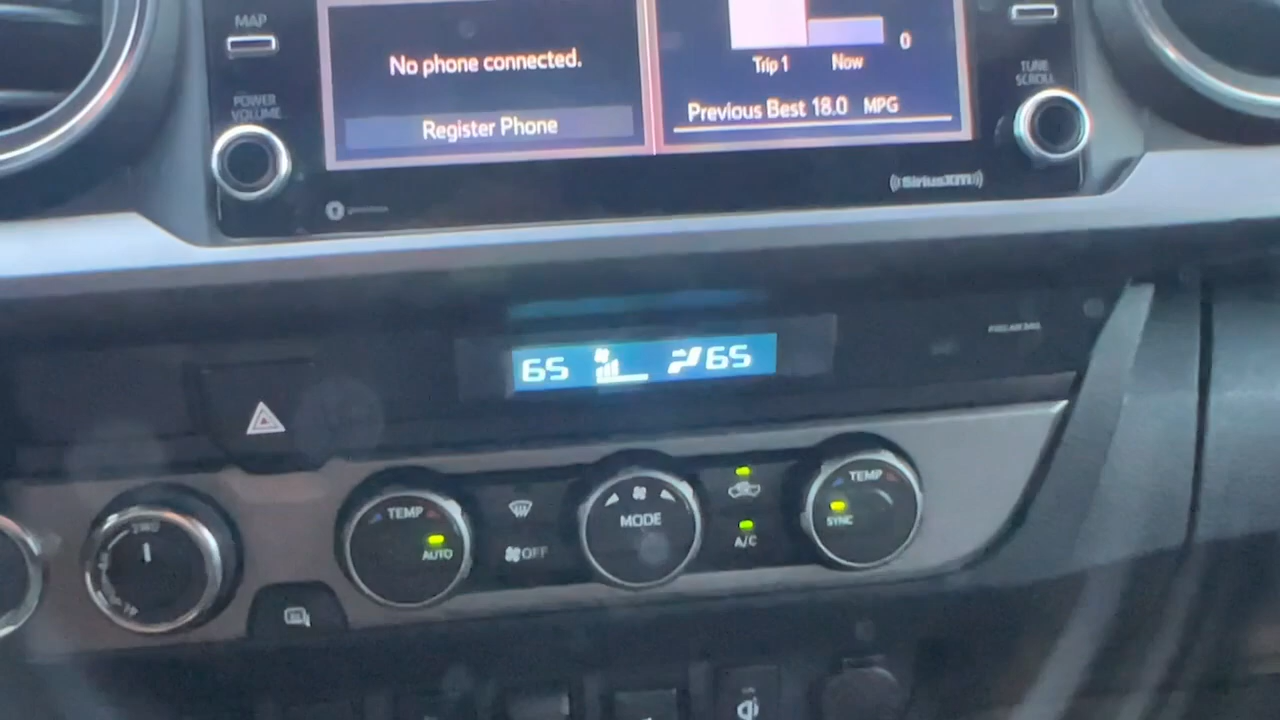 MAP
No phone connected.
0
Trip 1 Now
TUNE
SCROLL
POWER
VOLUME
Previous Best 18.0 MPG
Register Phone
((SiriusXM))
65 65
TEMP
TEMP
2WD
MODE
SYNC
AUTO
OFF
A/C